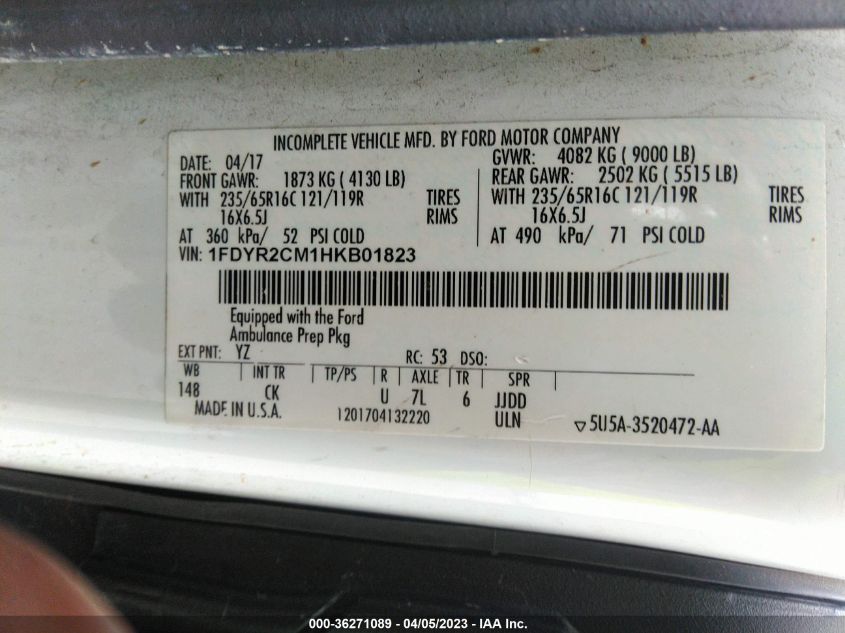 INCOMPLETE VEHICLE MFD. BY FORD MOTOR COMPANY
DATE: 04/17 GVWR: 4082 KG ( 9000 LB)
FRONT GAWR: 1873 KG ( 4130 LB) REAR GAWR: 2502 KG ( 5515 LB)
WITH 235/65R16C 121/119R TIRES WITH 235/65R16C 121/119R TIRES
16X6.5J RIMS 16X6.5J RIMS
AT 360 kPa/ 52 PSI COLD AT 490 kPa/ 71 PSI COLD
VIN: 1FDYR2CM1HKB01823
Equipped with the Ford
Ambulance Prep Pkg
EXT PNT: YZ RC: 53 DSO:
WB INT TR TP/PS R AXLE TR SPR
148 CK U 7L 6 JJDD
MADE IN U.S.A. 1201704132220 ULN ▽5U5A-3520472-AA
000-36271089 - 04/05/2023 - IAA Inc.